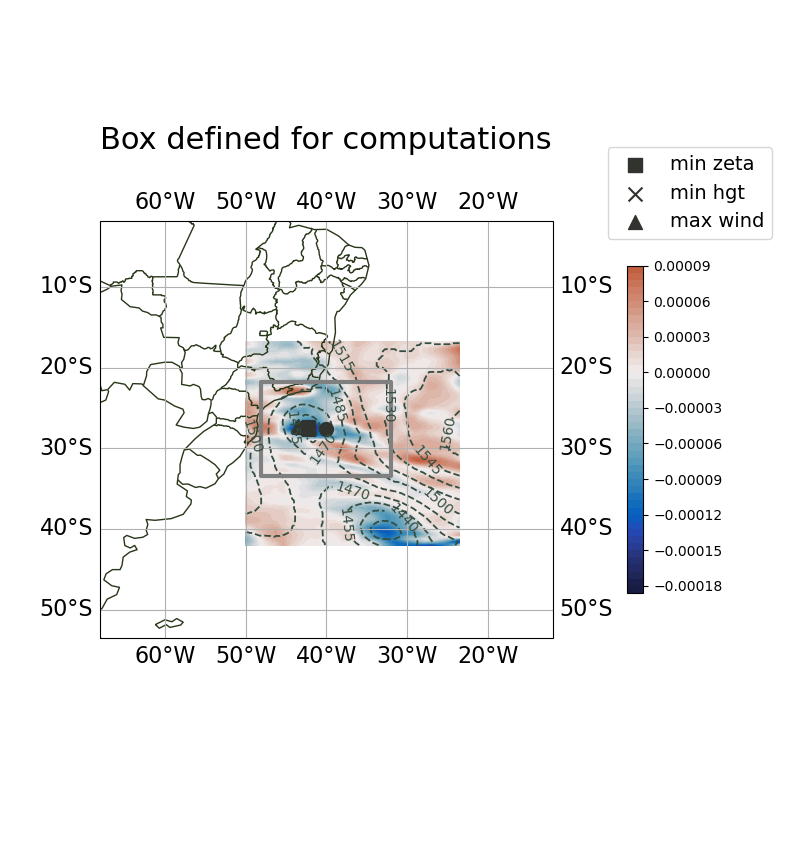 Box defined for computations
min zeta
min hgt
max wind
60°W 50°W 40°W 30°W 20°W
10°S 10°S
20°S 20°S
30°S 30°S
40°S 40°S
50°S 50°S
60°W 50°W 40°W 30°W 20°W
0.00009
0.00006
0.00003
0.00000
−0.00003
−0.00006
−0.00009
−0.00012
−0.00015
−0.00018
1515
1530
1485
1500
1470
1560
1545
1470
1500
1440
1455